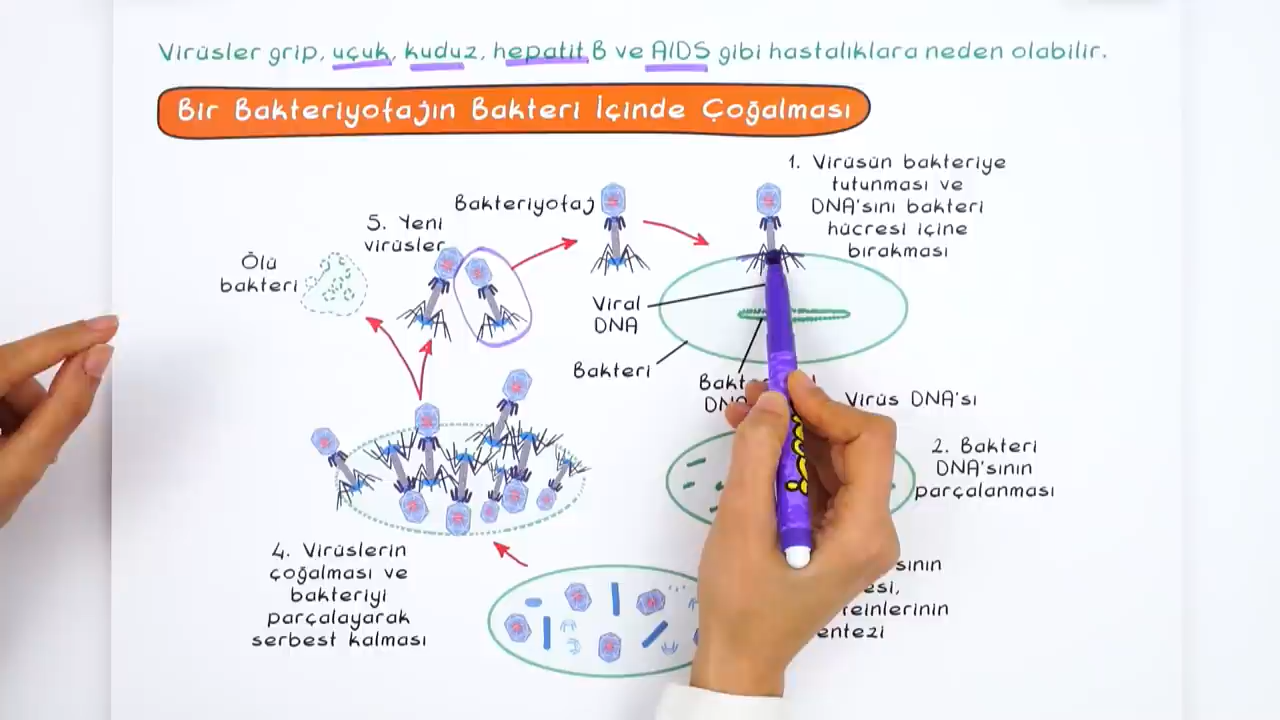 Virüsler grip, uçuk, kuduz, hepatit B ve AIDS gibi hastalıklara neden olabilir.
Bir Bakteriyofajın Bakteri İçinde Çoğalması
1. Virüsün bakteriye
tutunması ve
DNA'sını bakteri
hücresi içine
bırakması
Bakteriyofaj
5. Yeni
virüsler
Ölü
bakteri
Viral
DNA
Bakteri
Virüs DNA'sı
2. Bakteri
DNA'sının
parçalanması
4. Virüslerin
çoğalması ve
bakteriyi
parçalayarak
serbest kalması